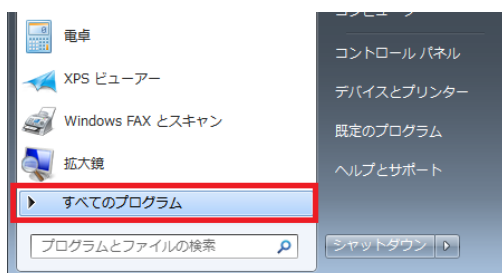 電卓
XPS ビューアー
Windows FAX とスキャン
拡大鏡
すべてのプログラム
プログラムとファイルの検索
コントロール パネル
デバイスとプリンター
既定のプログラム
ヘルプとサポート
シャットダウン